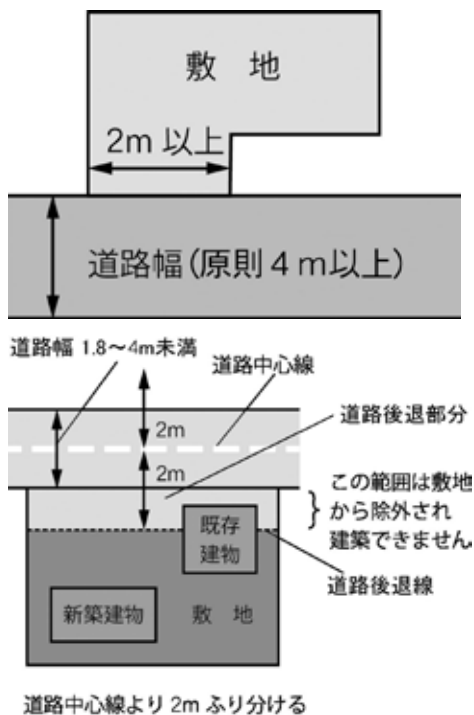 敷 地
2m 以上
道路幅(原則4m以上)
道路幅 1.8〜4m未満
道路中心線
2m
2m
道路後退部分
この範囲は敷地
から除外され
建築できません
既存
建物
道路後退線
新築建物
敷 地
道路中心線より 2m ふり分ける